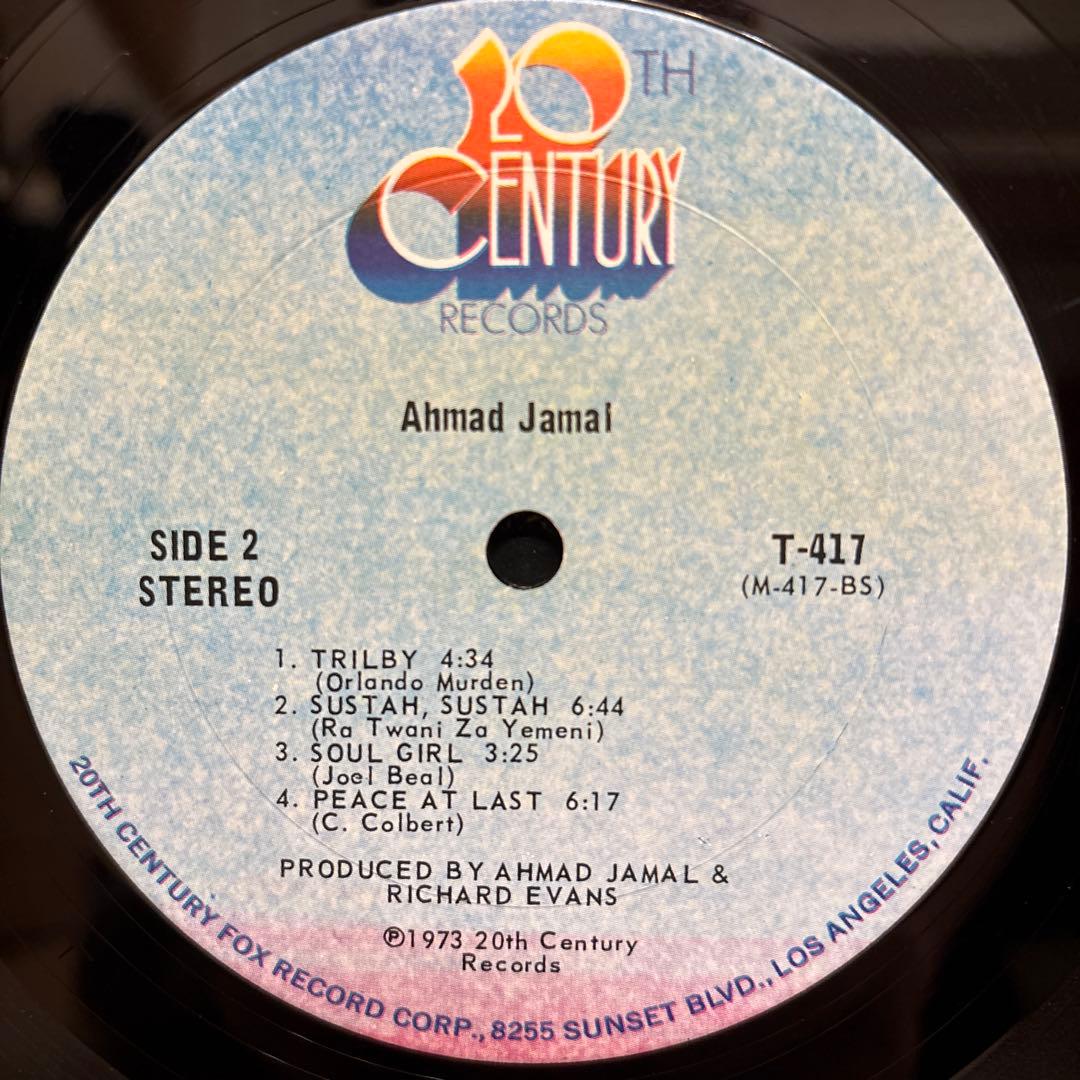 20TH
CENTURY
RECORDS
Ahmad Jamal
SIDE 2
STEREO
T-417
(M-417-BS)
1. TRILBY 4:34
(Orlando Murden)
2. SUSTAH, SUSTAH 6:44
(Ra Twani Za Yemeni)
3. SOUL GIRL 3:25
(Joel Beal)
4. PEACE AT LAST 6:17
(C. Colbert)
PRODUCED BY AHMAD JAMAL &
RICHARD EVANS
℗1973 20th Century
Records
20TH CENTURY FOX RECORD CORP., 8255 SUNSET BLVD., LOS ANGELES, CALIF.